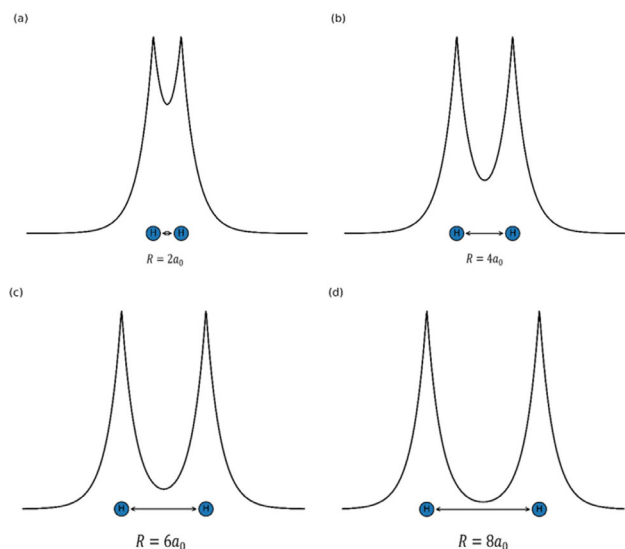 (a)
(b)
H H
R = 2a₀
H H
R = 4a₀
(c)
(d)
H H
R = 6a₀
H H
R = 8a₀